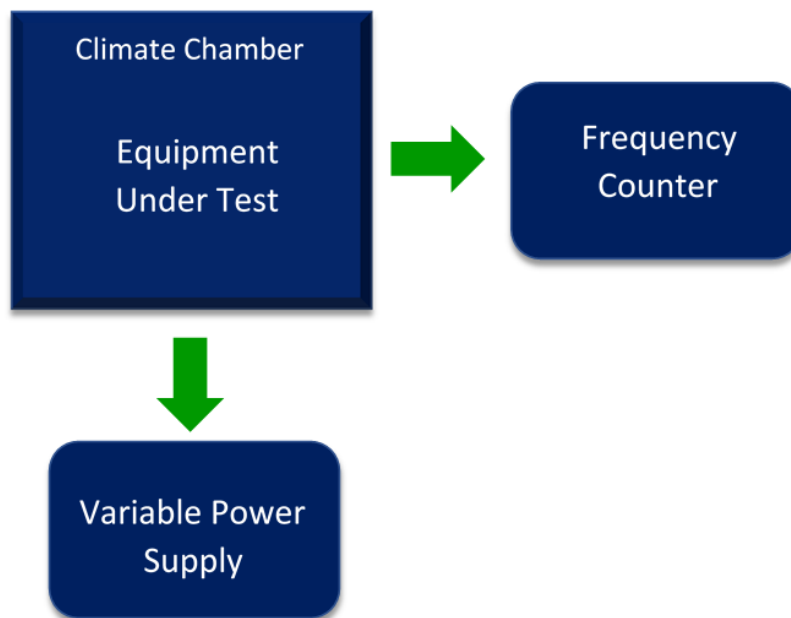 Climate Chamber
Equipment
Under Test
Frequency
Counter
Variable Power
Supply